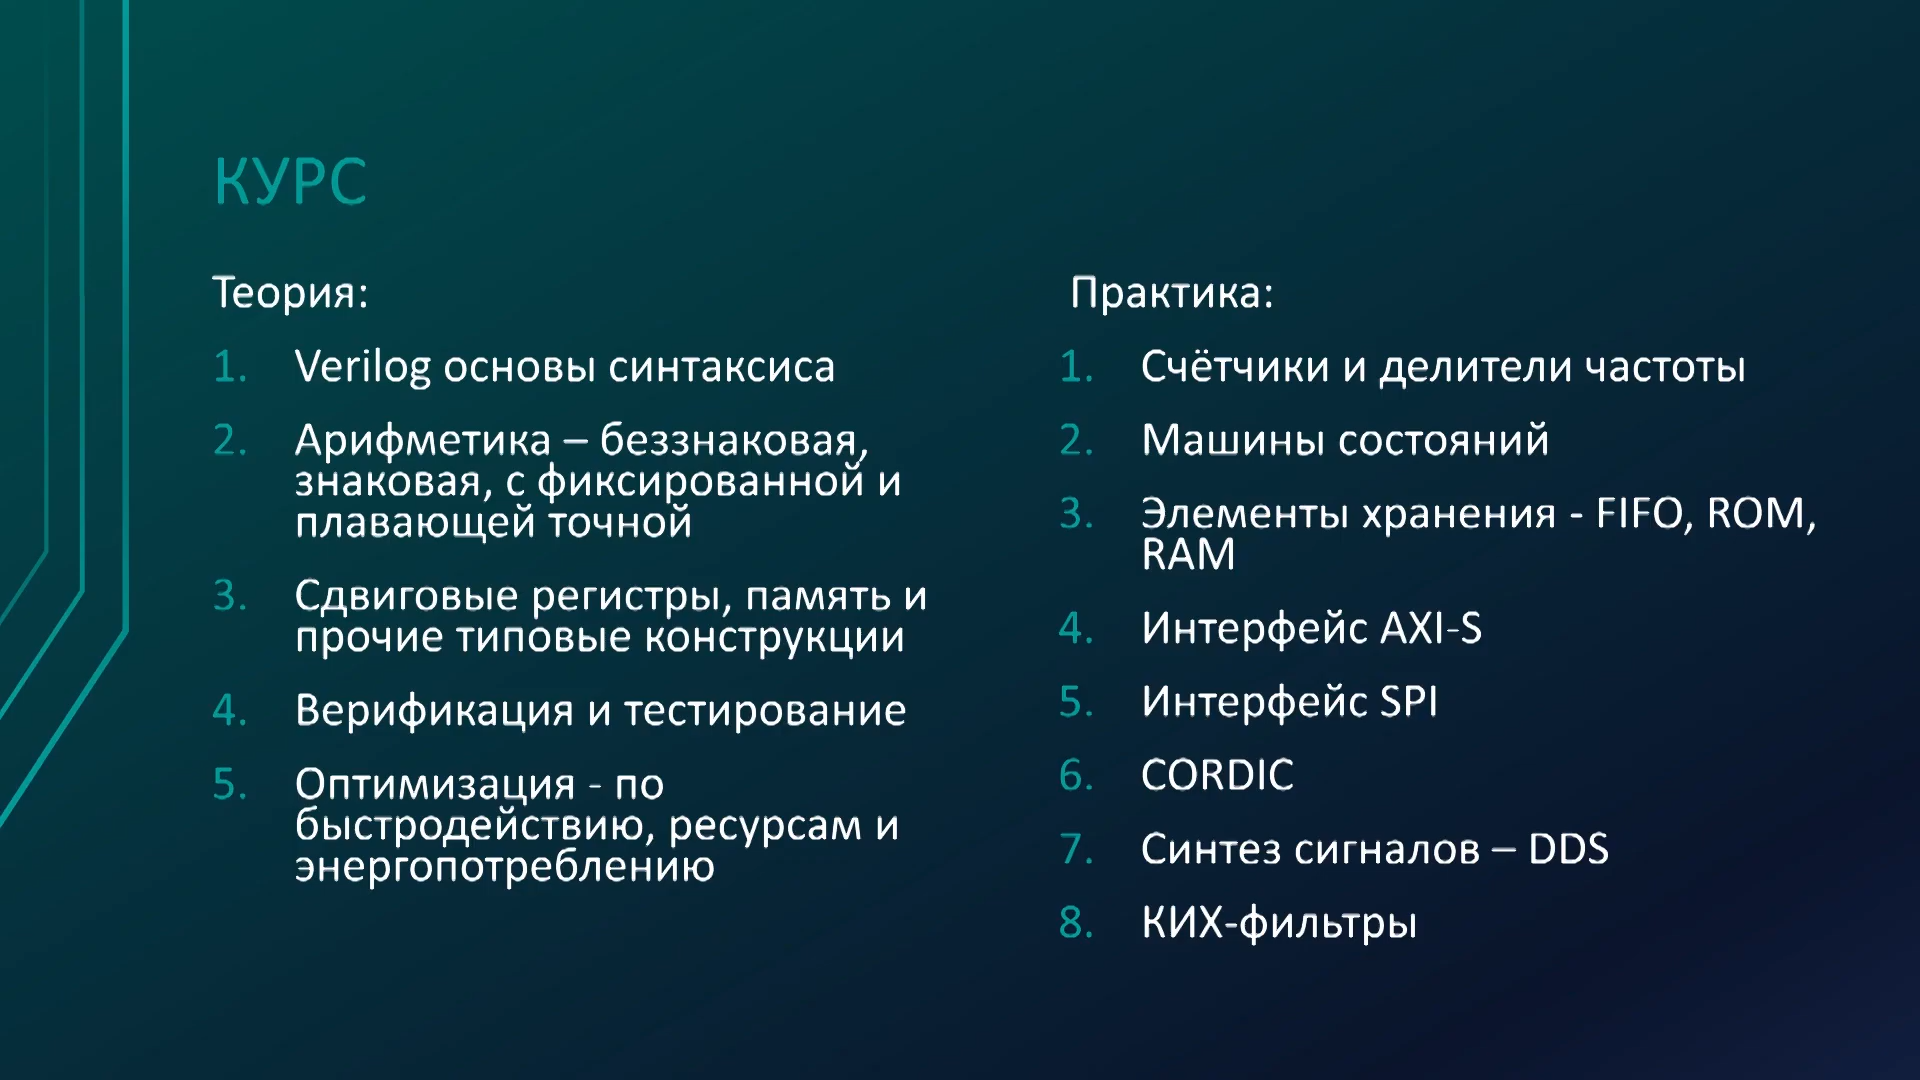 КУРС
Теория:
1. Verilog основы синтаксиса
2. Арифметика – беззнаковая,
знаковая, с фиксированной и
плавающей точной
3. Сдвиговые регистры, память и
прочие типовые конструкции
4. Верификация и тестирование
5. Оптимизация - по
быстродействию, ресурсам и
энергопотреблению
Практика:
1. Счётчики и делители частоты
2. Машины состояний
3. Элементы хранения - FIFO, ROM,
RAM
4. Интерфейс AXI-S
5. Интерфейс SPI
6. CORDIC
7. Синтез сигналов – DDS
8. КИХ-фильтры